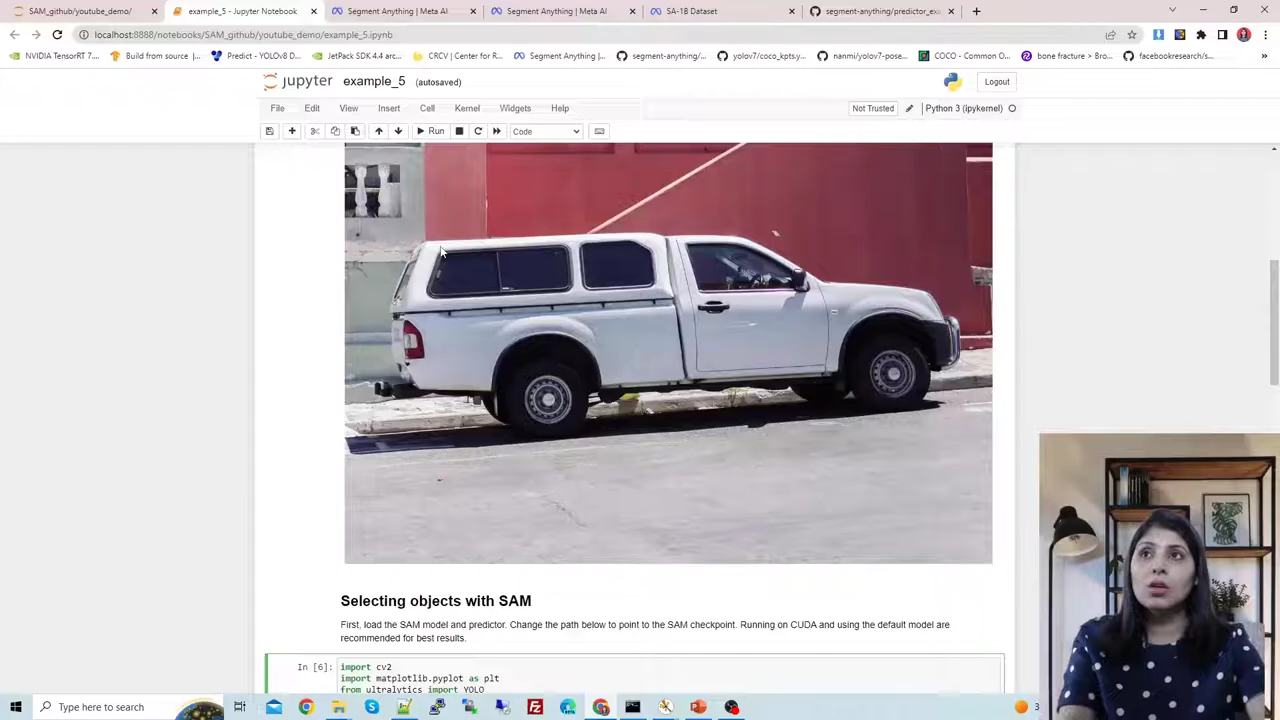 SAM_github/youtube_demo/
example_5 - Jupyter Notebook
Segment Anything | Meta AI
Segment Anything | Meta AI
SA-1B Dataset
segment-anything/predictor_exa
localhost:8888/notebooks/SAM_github/youtube_demo/example_5.ipynb
NVIDIA TensorRT 7...
Build from source |...
Predict - YOLOv8 D...
JetPack SDK 4.4 arc...
CRCV | Center for R...
Segment Anything |...
segment-anything/...
yolov7/coco_kpts.y...
nanmi/yolov7-pose...
COCO - Common O...
bone fracture > Bro...
facebookresearch/s...
jupyter example_5 (autosaved)
Logout
File Edit View Insert Cell Kernel Widgets Help
Not Trusted
Python 3 (ipykernel)
Run
Code
Selecting objects with SAM
First, load the SAM model and predictor. Change the path below to point to the SAM checkpoint. Running on CUDA and using the default model are
recommended for best results.
In [6]: import cv2
import matplotlib.pyplot as plt
from ultralytics import YOLO
Type here to search
3